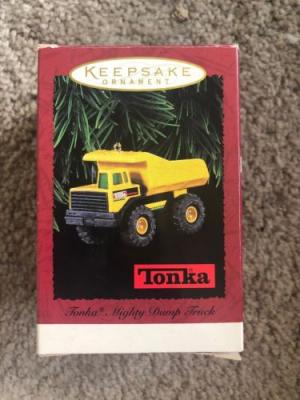 KEEPSAKE
ORNAMENT
Tonka®
Tonka® Mighty Dump Truck